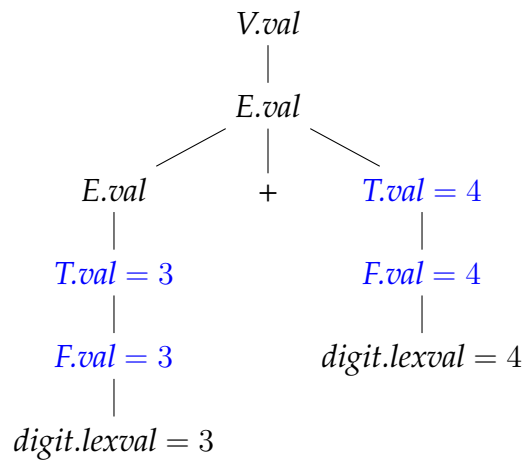 V.val
E.val
E.val + T.val = 4
T.val = 3 F.val = 4
F.val = 3 digit.lexval = 4
digit.lexval = 3